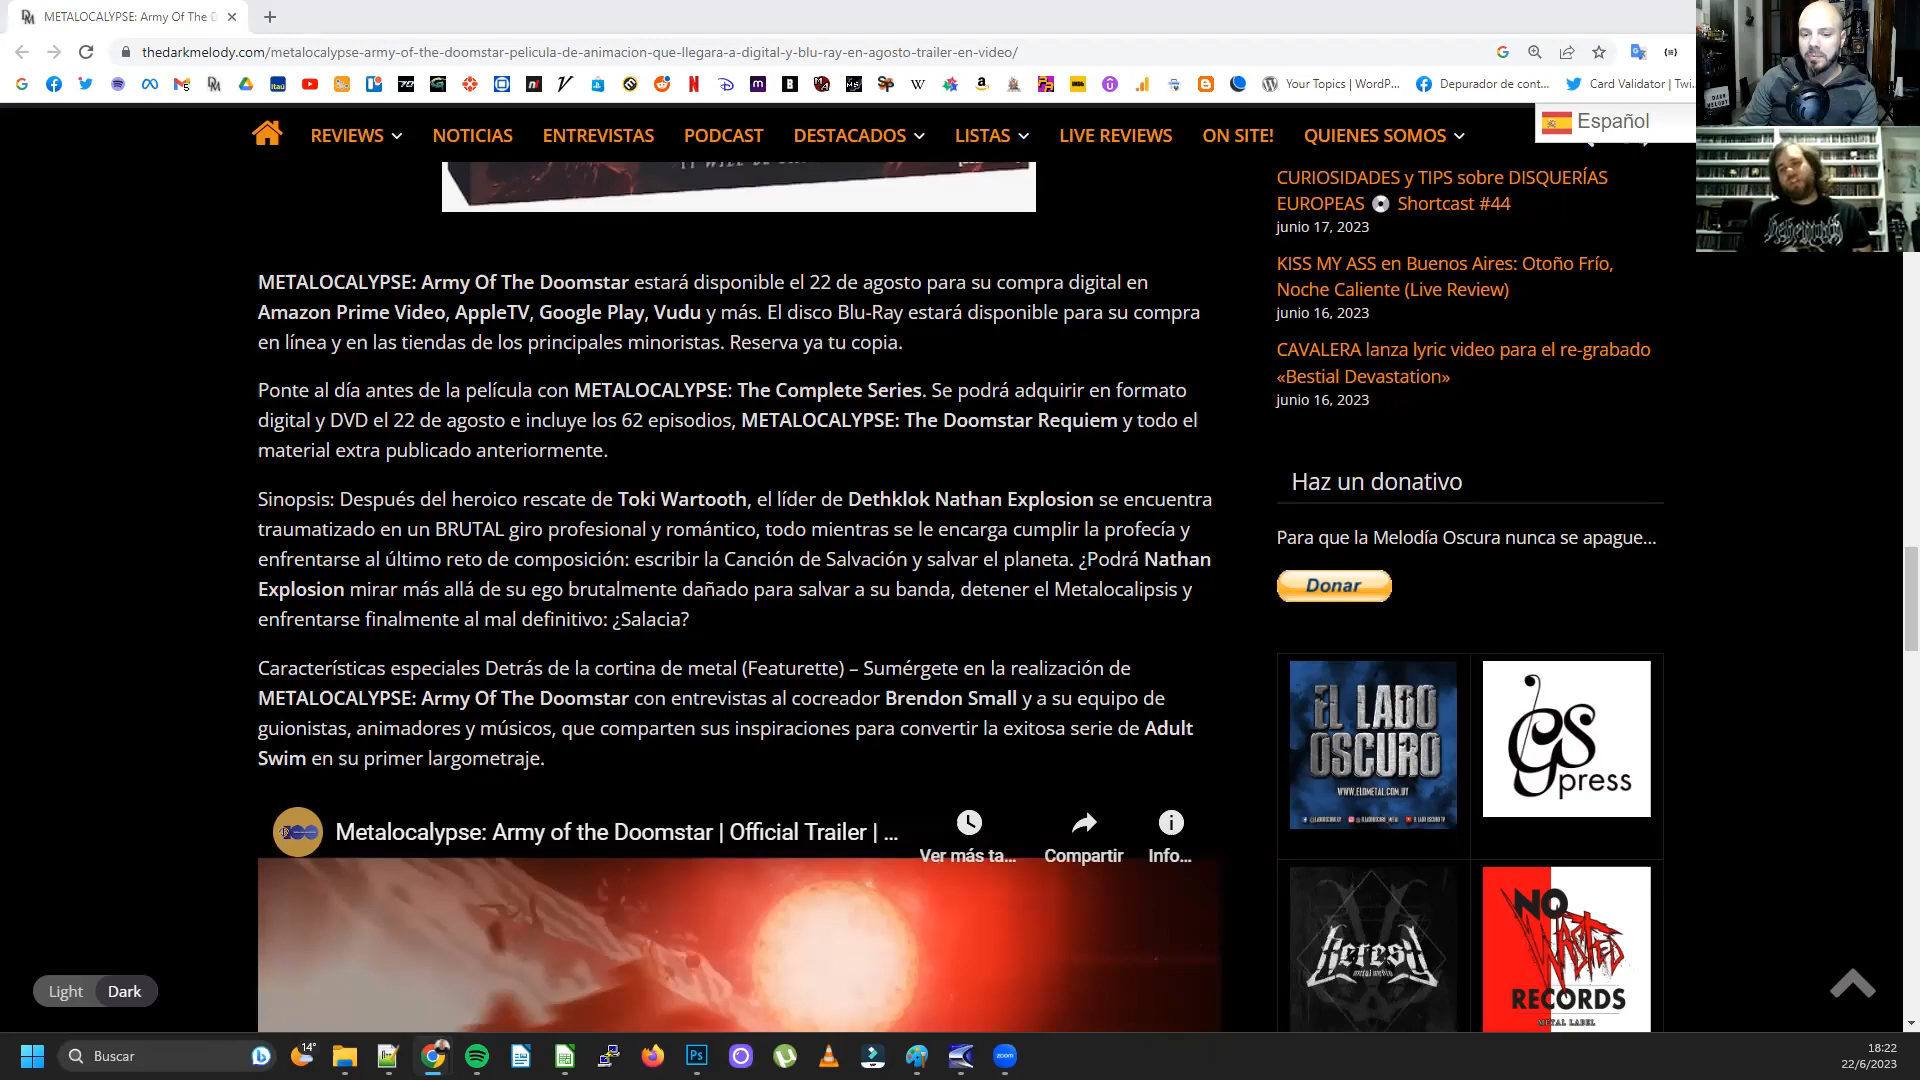 METALOCALYPSE: Army Of The D
thedarkmelody.com/metalocalypse-army-of-the-doomstar-pelicula-de-animacion-que-llegara-a-digital-y-blu-ray-en-agosto-trailer-en-video/
Your Topics | WordP...
Depurador de cont...
Card Validator | Twi...
REVIEWS
NOTICIAS
ENTREVISTAS
PODCAST
DESTACADOS
LISTAS
LIVE REVIEWS
ON SITE!
QUIENES SOMOS
Español
METALOCALYPSE: Army Of The Doomstar estará disponible el 22 de agosto para su compra digital en
Amazon Prime Video, AppleTV, Google Play, Vudu y más. El disco Blu-Ray estará disponible para su compra
en línea y en las tiendas de los principales minoristas. Reserva ya tu copia.
Ponte al día antes de la película con METALOCALYPSE: The Complete Series. Se podrá adquirir en formato
digital y DVD el 22 de agosto e incluye los 62 episodios, METALOCALYPSE: The Doomstar Requiem y todo el
material extra publicado anteriormente.
Sinopsis: Después del heroico rescate de Toki Wartooth, el líder de Dethklok Nathan Explosion se encuentra
traumatizado en un BRUTAL giro profesional y romántico, todo mientras se le encarga cumplir la profecía y
enfrentarse al último reto de composición: escribir la Canción de Salvación y salvar el planeta. ¿Podrá Nathan
Explosion mirar más allá de su ego brutalmente dañado para salvar a su banda, detener el Metalocalipsis y
enfrentarse finalmente al mal definitivo: ¿Salacia?
Características especiales Detrás de la cortina de metal (Featurette) – Sumérgete en la realización de
METALOCALYPSE: Army Of The Doomstar con entrevistas al cocreador Brendon Small y a su equipo de
guionistas, animadores y músicos, que comparten sus inspiraciones para convertir la exitosa serie de Adult
Swim en su primer largometraje.
Metalocalypse: Army of the Doomstar | Official Trailer | ...
Ver más ta...
Compartir
Info...
CURIOSIDADES y TIPS sobre DISQUERÍAS
EUROPEAS Shortcast #44
junio 17, 2023
KISS MY ASS en Buenos Aires: Otoño Frío,
Noche Caliente (Live Review)
junio 16, 2023
CAVALERA lanza lyric video para el re-grabado
«Bestial Devastation»
junio 16, 2023
Haz un donativo
Para que la Melodía Oscura nunca se apague...
Donar
EL LADO
OSCURO
WWW.ELOMETAL.COM.UY
GS
press
Heresy
metal media
NO
WASTED
RECORDS
METAL LABEL
Light
Dark
Buscar
14°
Ps
zoom
18:22
22/6/2023